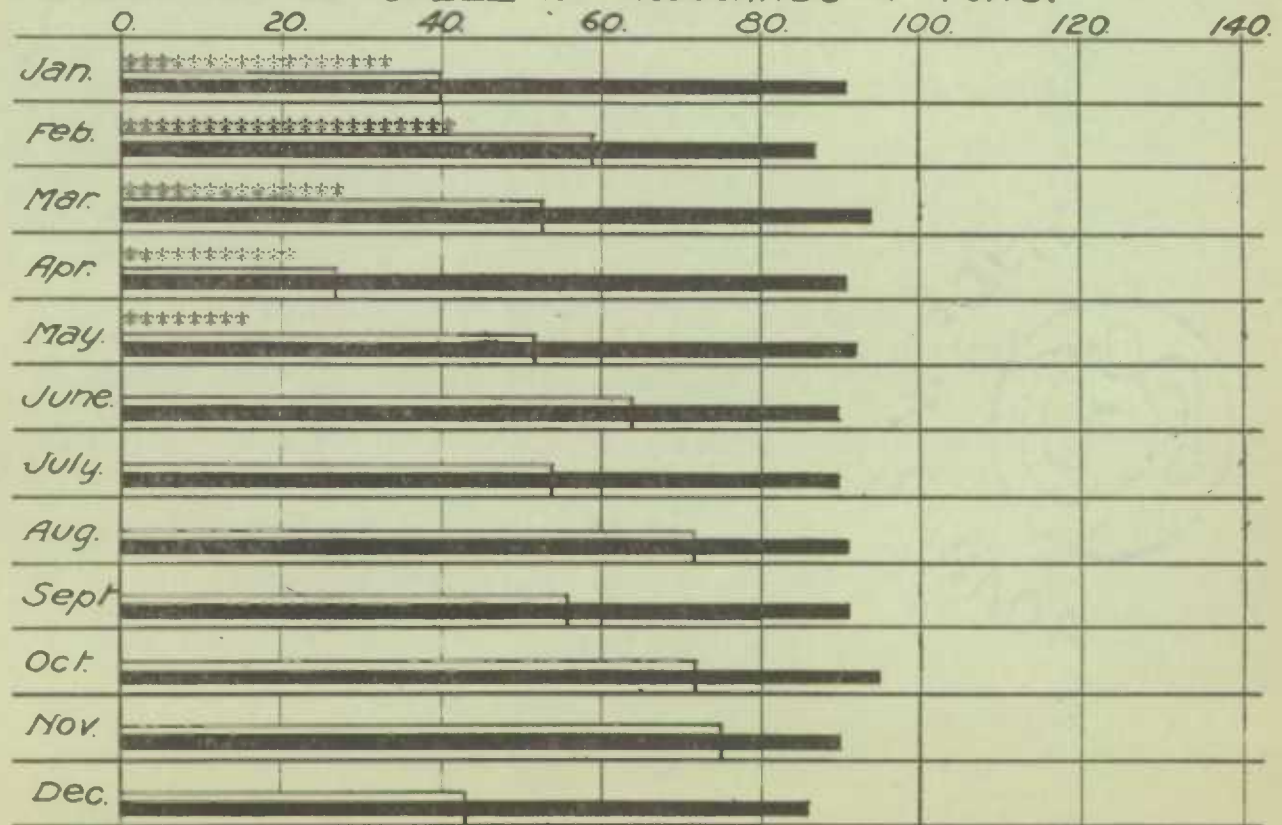 0. 20. 40. 60. 80. 100. 120. 140.
Jan.
Feb.
Mar.
Apr.
May.
June.
July.
Aug.
Sept
Oct.
Nov.
Dec.